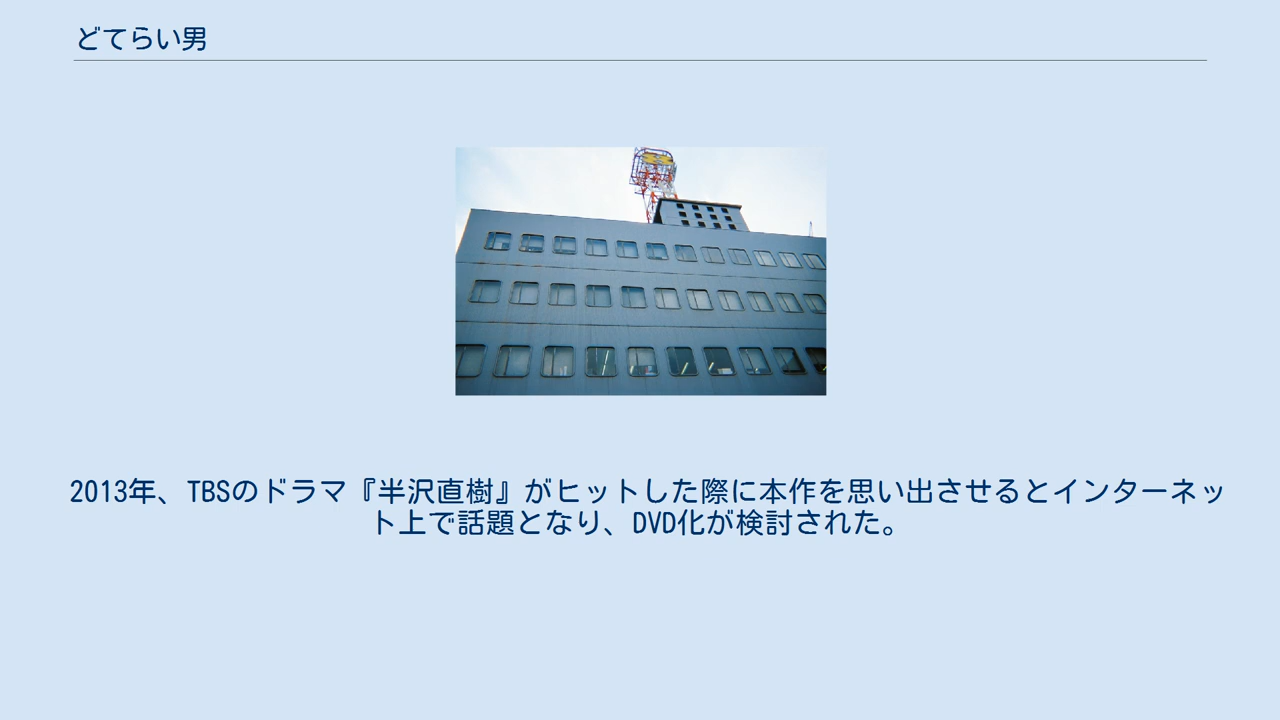 どてらい男
2013年、TBSのドラマ『半沢直樹』がヒットした際に本作を思い出させるとインターネッ
ト上で話題となり、DVD化が検討された。